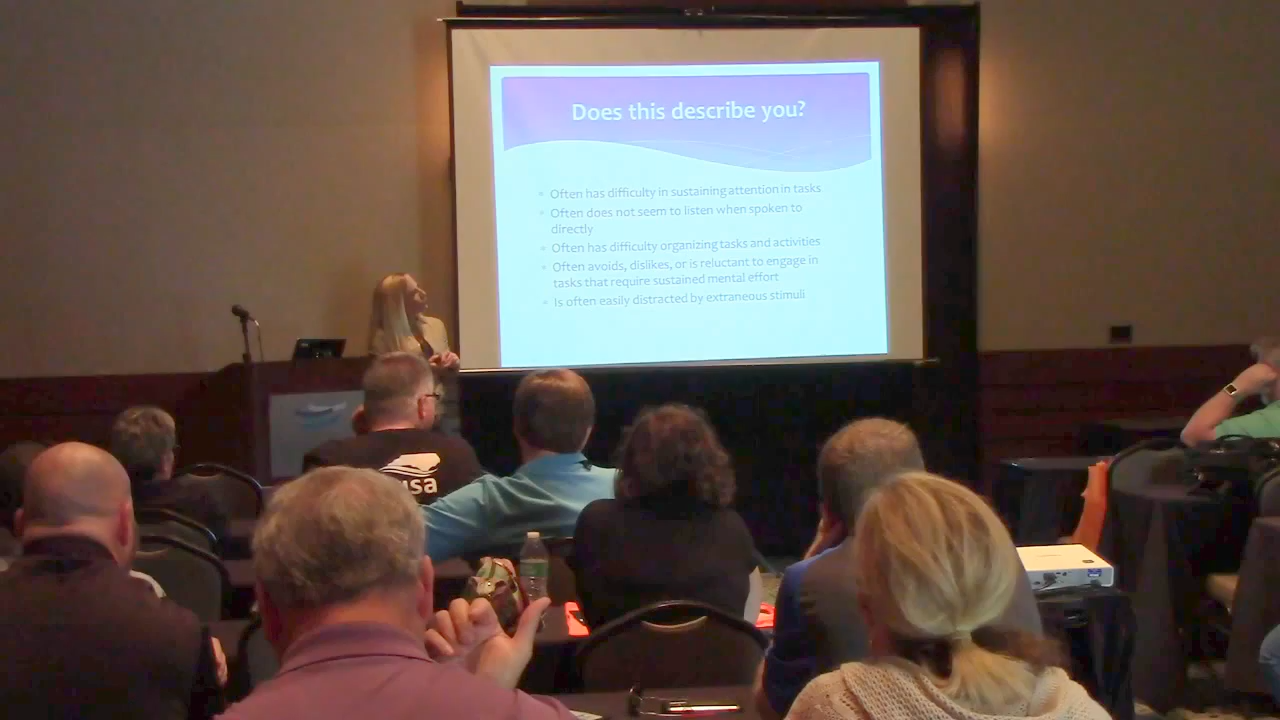 Does this describe you?
Often has difficulty in sustaining attention in tasks
Often does not seem to listen when spoken to
directly
Often has difficulty organizing tasks and activities
Often avoids, dislikes, or is reluctant to engage in
tasks that require sustained mental effort
Is often easily distracted by extraneous stimuli
usa